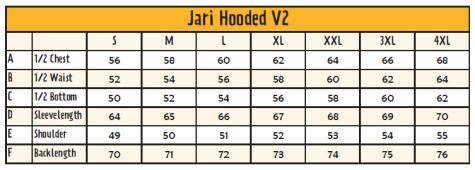 Jari Hooded V2
S M L XL XXL 3XL 4XL
A 1/2 Chest 56 58 60 62 64 66 68
B 1/2 Waist 52 54 56 58 60 62 64
C 1/2 Bottom 50 52 54 56 58 60 62
D Sleevelength 64 65 66 67 68 69 70
E Shoulder 49 50 51 52 53 54 55
F Backlength 70 71 72 73 74 75 76